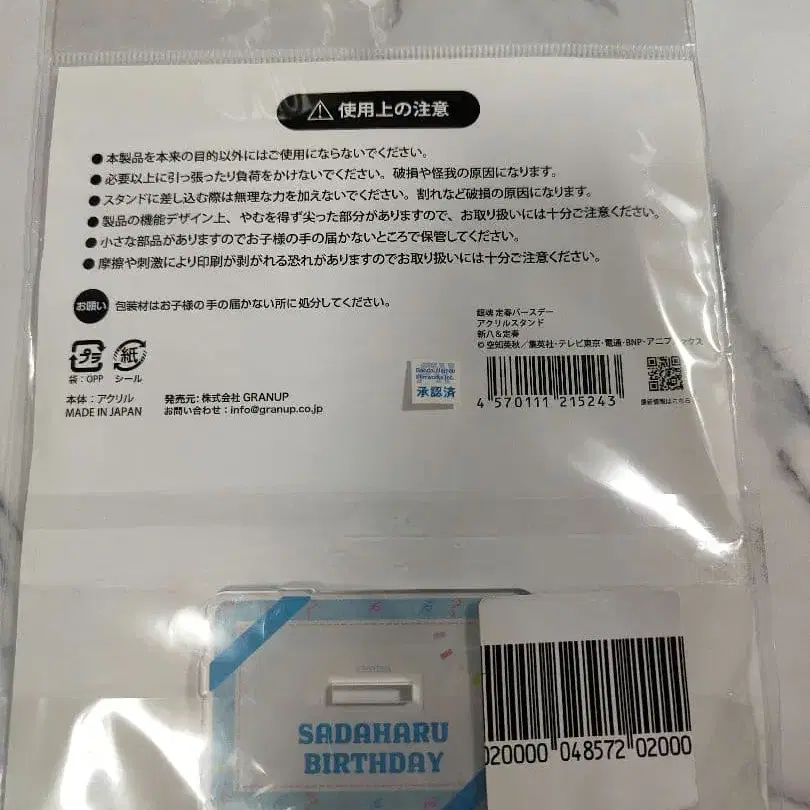 ⚠ 使用上の注意
● 本製品を本来の目的以外にはご使用にならないでください。
● 必要以上に引っ張ったり負荷をかけないでください。破損や怪我の原因になります。
● スタンドに差し込む際は無理な力を加えないでください。割れなど破損の原因になります。
● 製品の機能デザイン上、やむを得ず尖った部分がありますので、お取り扱いには十分ご注意ください。
● 小さな部品がありますのでお子様の手の届かないところで保管してください。
● 摩擦や刺激により印刷が剥がれる恐れがありますのでお取り扱いには十分ご注意ください。
お願い 包装材はお子様の手の届かない所に処分してください。
銀魂 定春バースデー
アクリルスタンド
新八&定春
© 空知英秋/集英社・テレビ東京・電通・BNP・アニプレックス
プラ 紙
袋:OPP シール
本体:アクリル
MADE IN JAPAN
発売元:株式会社 GRANUP
お問い合わせ:info@granup.co.jp
Bandai Namco
Filmworks Inc.
承認済
4 570111 215243
最新情報はこちら
SADAHARU
BIRTHDAY
020000 048572 02000